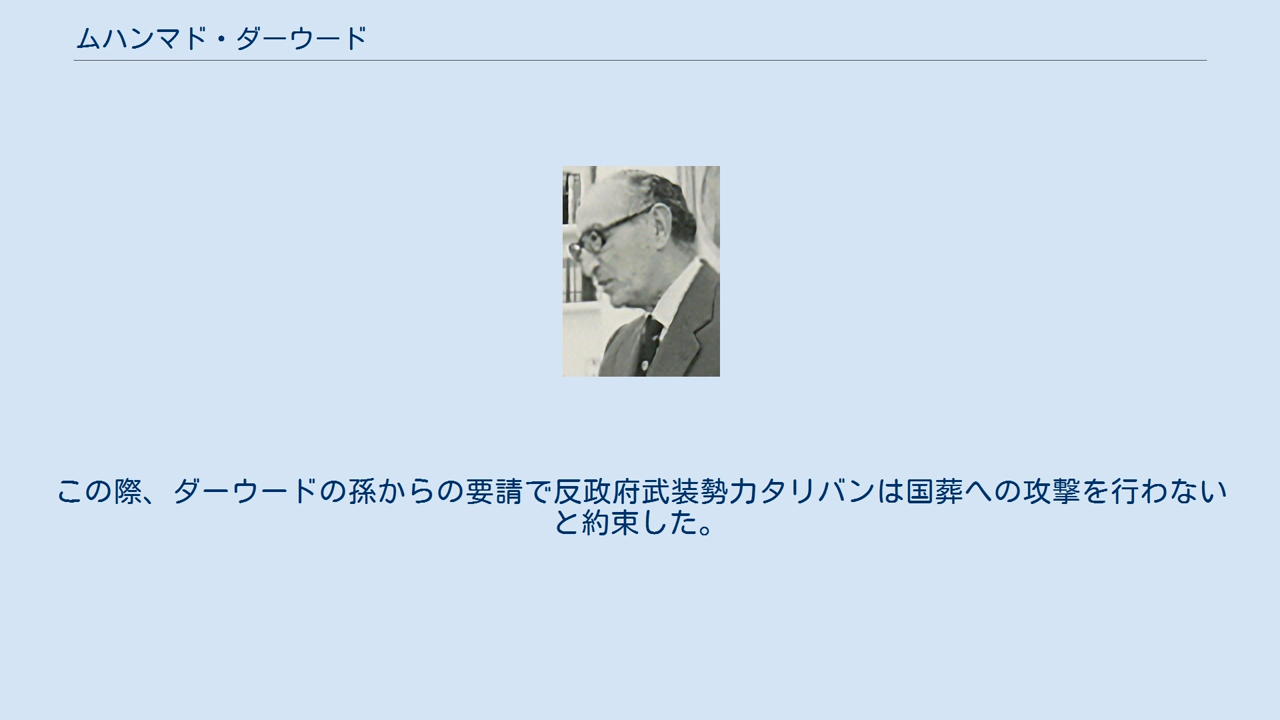 ムハンマド・ダーウード
この際、ダーウードの孫からの要請で反政府武装勢力タリバンは国葬への攻撃を行わない
と約束した。